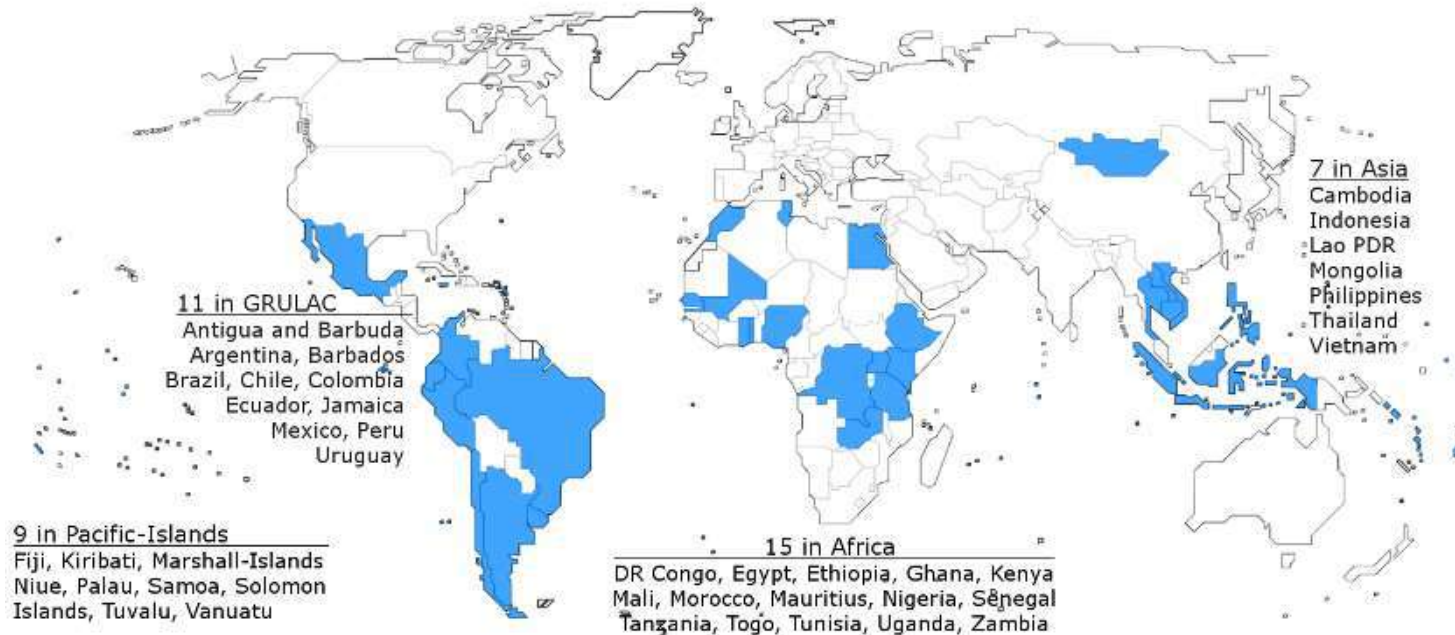 7 in Asia
Cambodia
Indonesia
Lao PDR
Mongolia
Philippines
Thailand
Vietnam
11 in GRULAC
Antigua and Barbuda
Argentina, Barbados
Brazil, Chile, Colombia
Ecuador, Jamaica
Mexico, Peru
Uruguay
9 in Pacific-Islands
Fiji, Kiribati, Marshall-Islands
Niue, Palau, Samoa, Solomon
Islands, Tuvalu, Vanuatu
15 in Africa
DR Congo, Egypt, Ethiopia, Ghana, Kenya
Mali, Morocco, Mauritius, Nigeria, Senegal
Tanzania, Togo, Tunisia, Uganda, Zambia